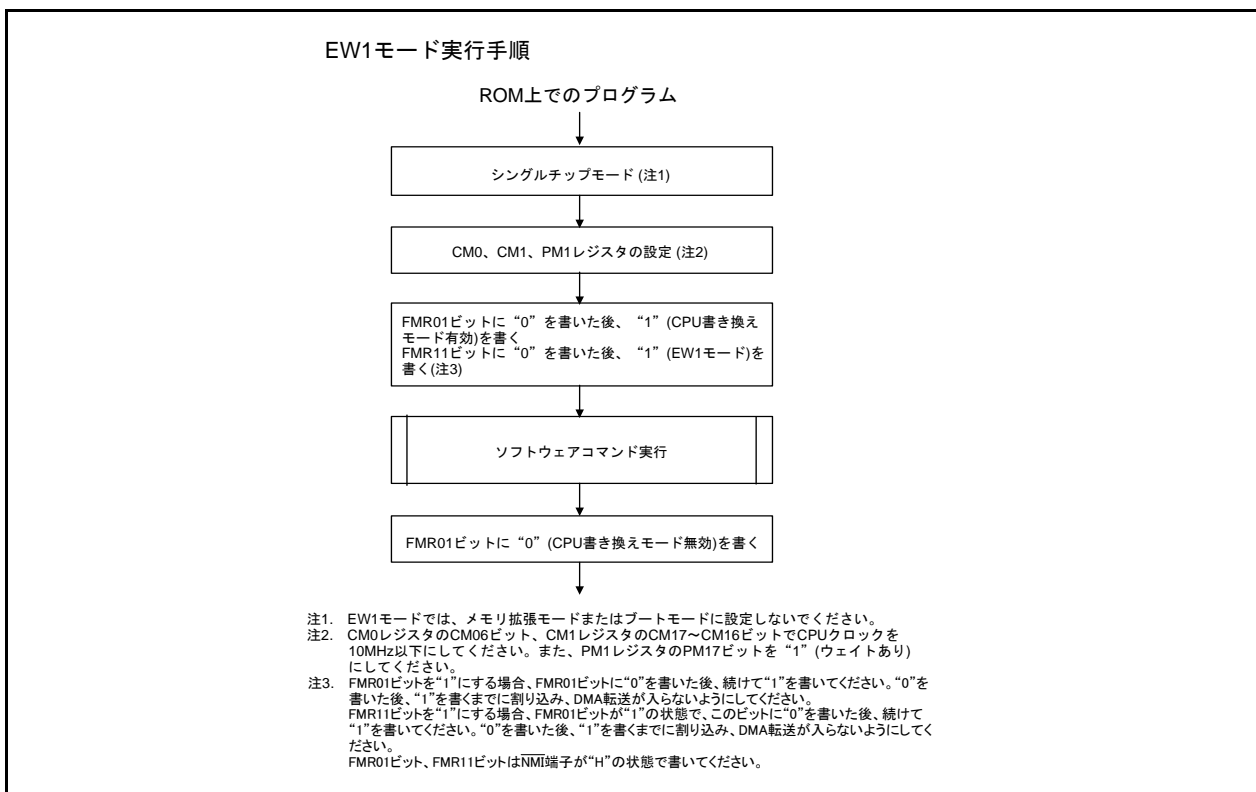 EW1モード実行手順
ROM上でのプログラム
シングルチップモード (注1)
CM0、CM1、PM1レジスタの設定 (注2)
FMR01ビットに “0” を書いた後、 “1” (CPU書き換え
モード有効)を書く
FMR11ビットに “0” を書いた後、 “1” (EW1モード)を
書く(注3)
ソフトウェアコマンド実行
FMR01ビットに “0” (CPU書き換えモード無効)を書く
注1. EW1モードでは、メモリ拡張モードまたはブートモードに設定しないでください。
注2. CM0レジスタのCM06ビット、CM1レジスタのCM17～CM16ビットでCPUクロックを
10MHz以下にしてください。また、PM1レジスタのPM17ビットを “1” (ウェイトあり)
にしてください。
注3. FMR01ビットを“1”にする場合、FMR01ビットに“0”を書いた後、続けて“1”を書いてください。“0”を
書いた後、“1”を書くまでに割り込み、DMA転送が入らないようにしてください。
FMR11ビットを“1”にする場合、FMR01ビットが“1”の状態で、このビットに“0”を書いた後、続けて
“1”を書いてください。“0”を書いた後、“1”を書くまでに割り込み、DMA転送が入らないようにしてく
ださい。
FMR01ビット、FMR11ビットはNMI端子が“H”の状態で書いてください。